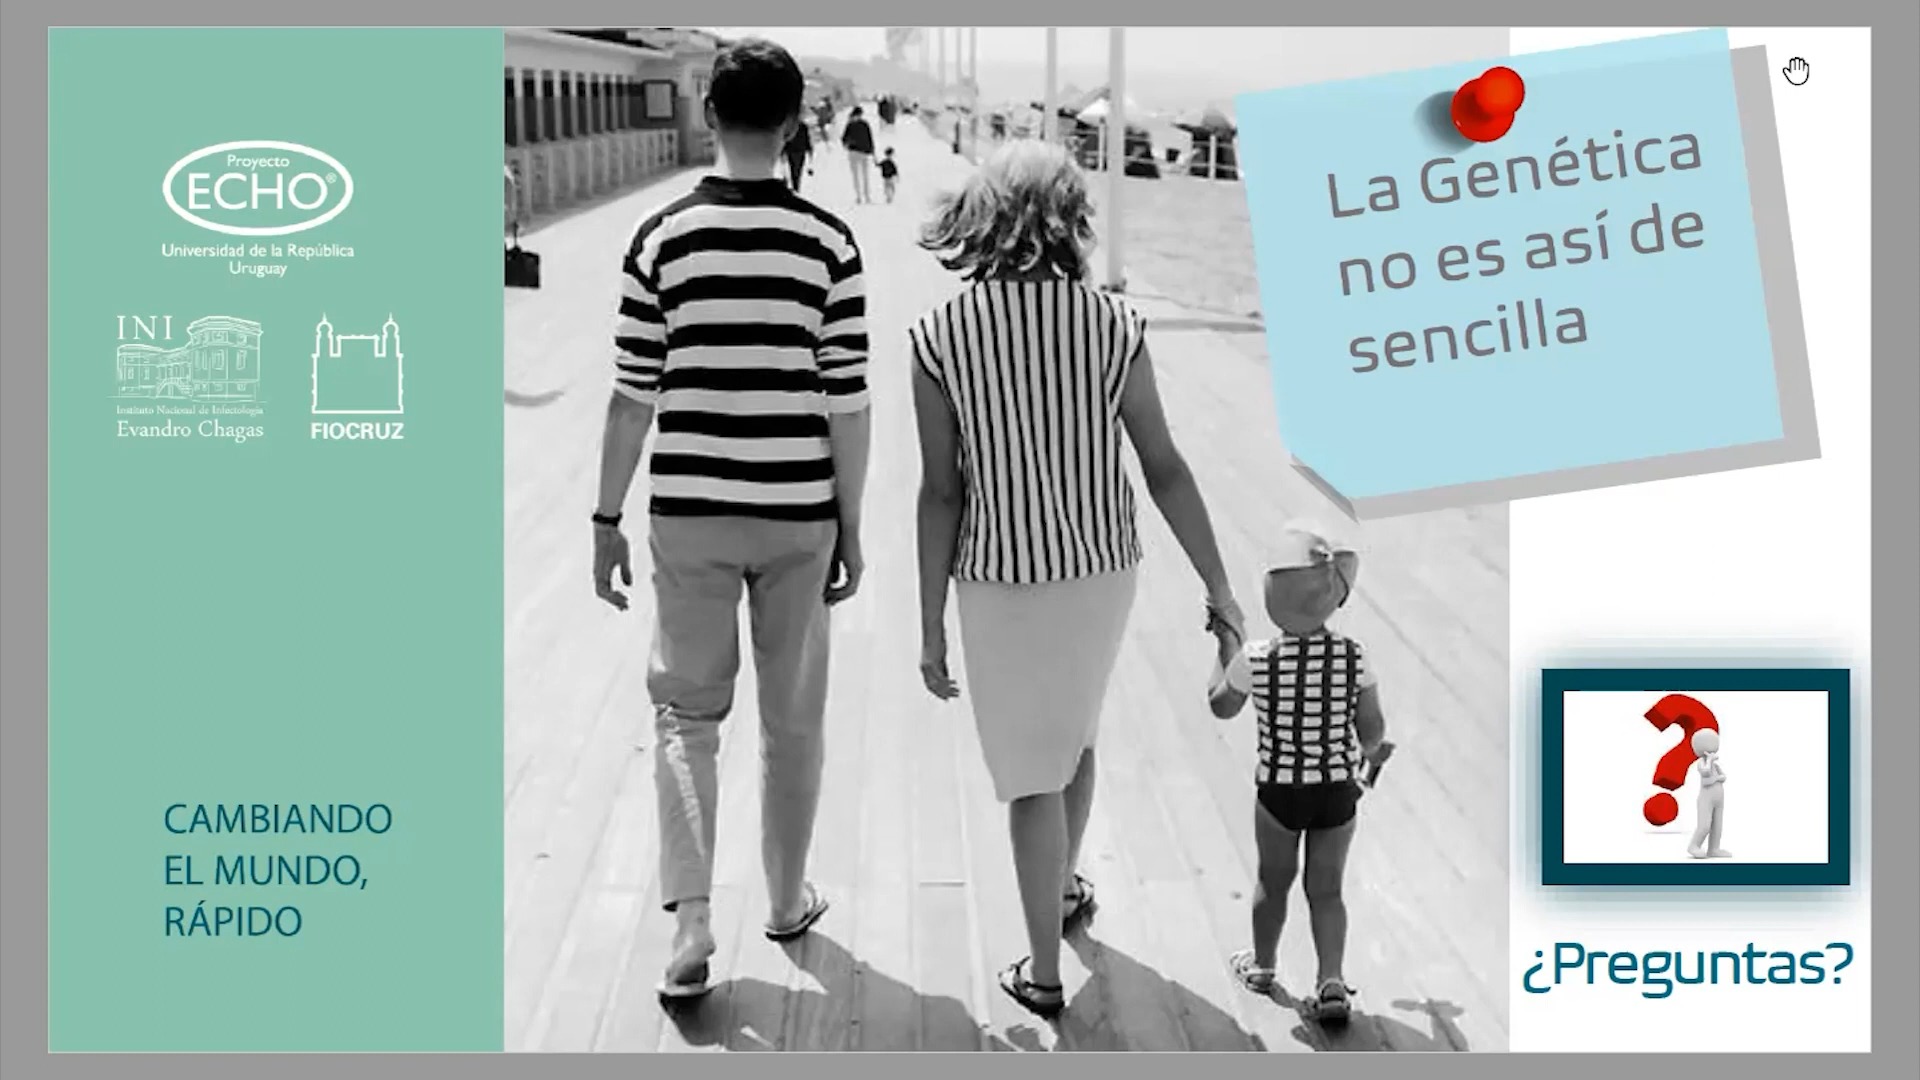 Proyecto
ECHO®
Universidad de la República
Uruguay
INI
Instituto Nacional de Infectología
Evandro Chagas
FIOCRUZ
CAMBIANDO
EL MUNDO,
RÁPIDO
La Genética
no es así de
sencilla
¿Preguntas?